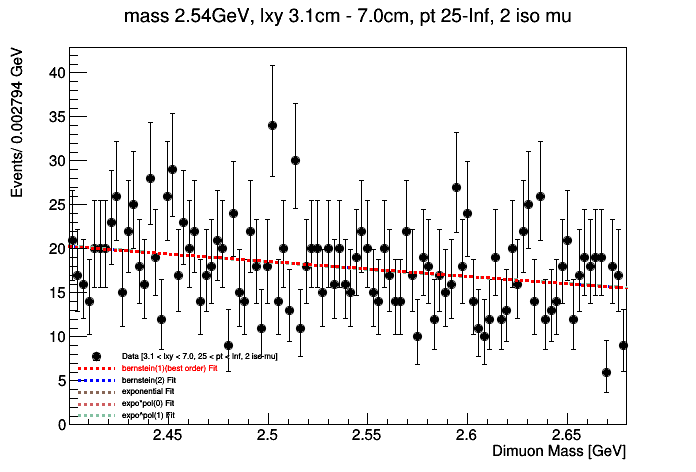 mass 2.54GeV, lxy 3.1cm - 7.0cm, pt 25-Inf, 2 iso mu
Events/ 0.002794 GeV
40
35
30
25
20
15
10
5
0
Data [3.1 < lxy < 7.0, 25 < pt < Inf, 2 iso-mu]
bernstein(1)(best order) Fit
bernstein(2) Fit
exponential Fit
expo*pol(0) Fit
expo*pol(1) Fit
2.45 2.5 2.55 2.6 2.65
Dimuon Mass [GeV]